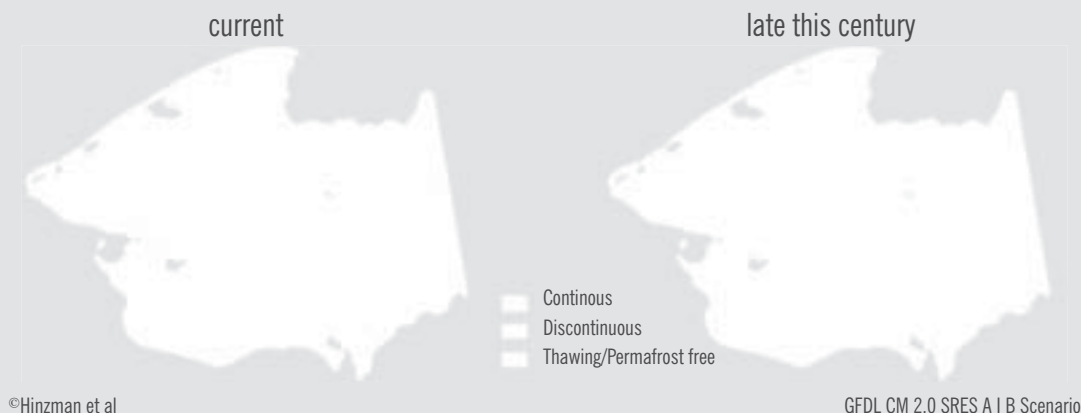 current
late this century
Continous
Discontinuous
Thawing/Permafrost free
©Hinzman et al
GFDL CM 2.0 SRES A I B Scenario